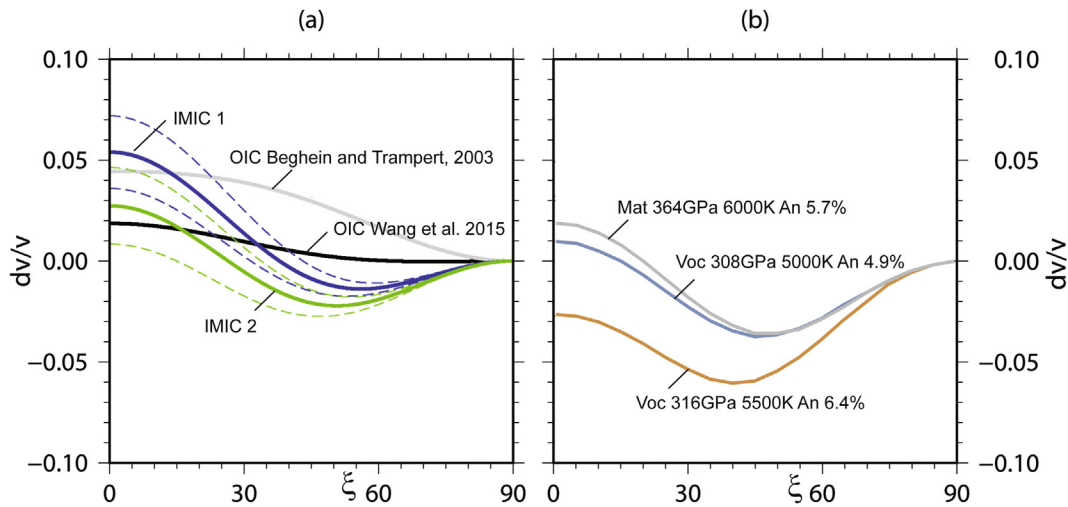 (a)
(b)
0.10
0.05
0.00
−0.05
−0.10
dv/v
IMIC 1
OIC Beghein and Trampert, 2003
OIC Wang et al. 2015
IMIC 2
0
30
ξ
60
90
Mat 364GPa 6000K An 5.7%
Voc 308GPa 5000K An 4.9%
Voc 316GPa 5500K An 6.4%
0
30
ξ
60
90
0.10
0.05
0.00
−0.05
−0.10
dv/v